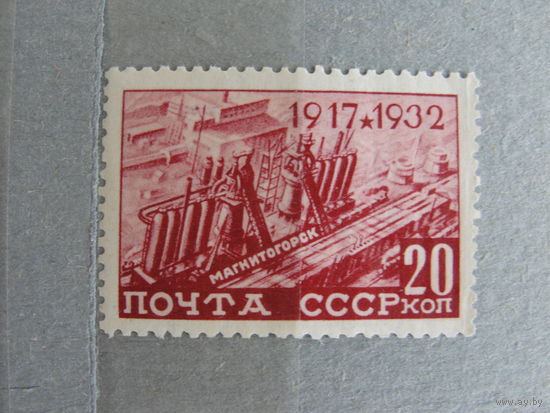 1917★1932
МАГНИТОГОРСК
20
ПОЧТА СССР КОП
www.ay.by